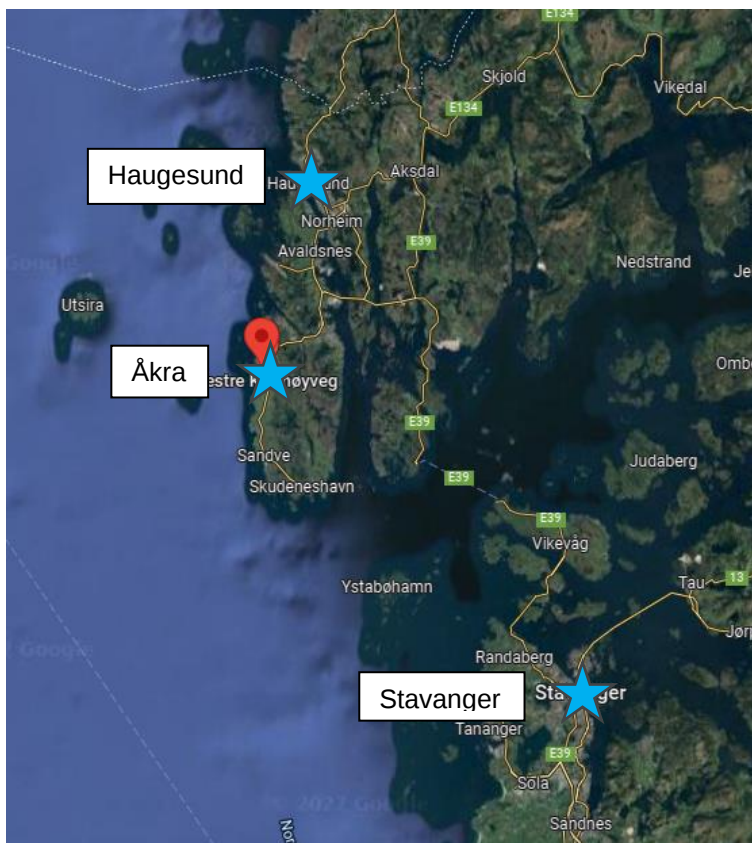 E134
Skjold
Vikedal
E134
Haugesund
Aksdal
Norheim
Avaldsnes
E39
Nedstrand
Utsira
Åkra
E39
Sandve
Skudeneshavn
E39
Judaberg
E39
Vikevåg
Ystabøhamn
Tau
13
Randaberg
Stavanger
Tananger
E39
Sola
Sandnes